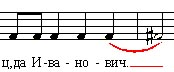 ц,да И-ва - но - вич.